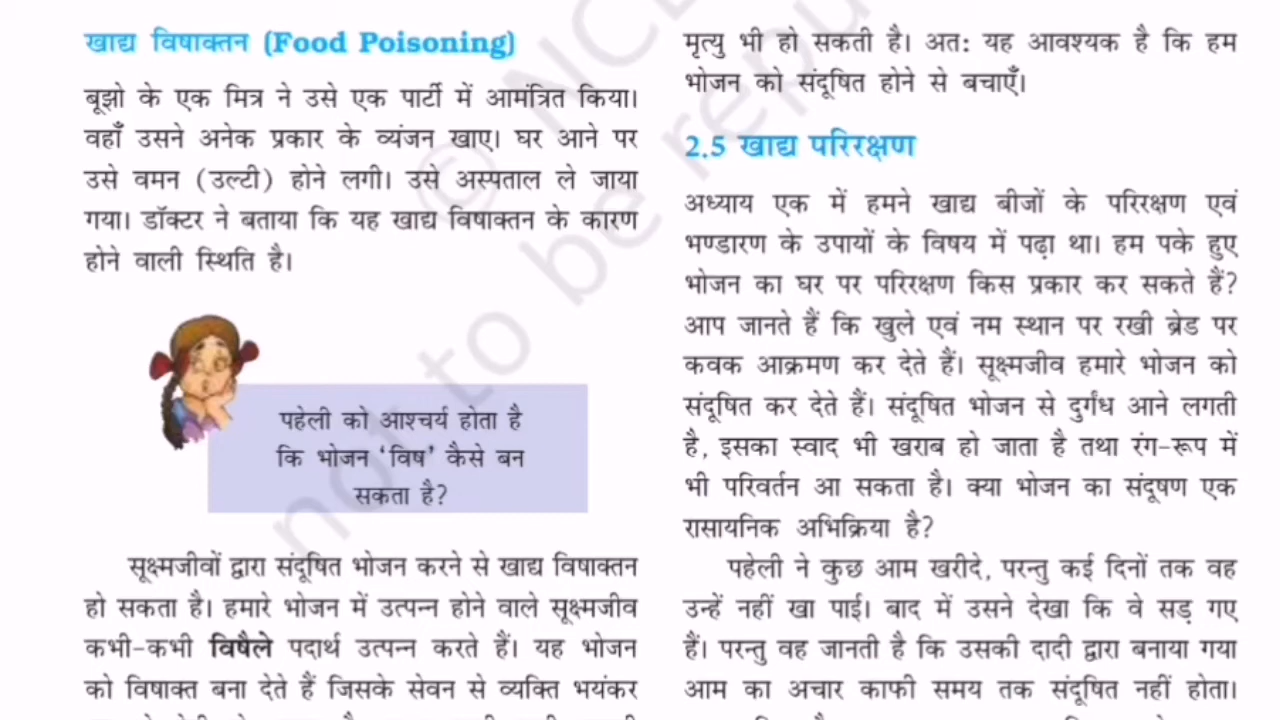 खाद्य विषाक्तन (Food Poisoning)
बूझो के एक मित्र ने उसे एक पार्टी में आमंत्रित किया।
वहाँ उसने अनेक प्रकार के व्यंजन खाए। घर आने पर
उसे वमन (उल्टी) होने लगी। उसे अस्पताल ले जाया
गया। डॉक्टर ने बताया कि यह खाद्य विषाक्तन के कारण
होने वाली स्थिति है।
पहेली को आश्चर्य होता है
कि भोजन ‘विष’ कैसे बन
सकता है?
सूक्ष्मजीवों द्वारा संदूषित भोजन करने से खाद्य विषाक्तन
हो सकता है। हमारे भोजन में उत्पन्न होने वाले सूक्ष्मजीव
कभी-कभी विषैले पदार्थ उत्पन्न करते हैं। यह भोजन
को विषाक्त बना देते हैं जिसके सेवन से व्यक्ति भयंकर
मृत्यु भी हो सकती है। अतः यह आवश्यक है कि हम
भोजन को संदूषित होने से बचाएँ।
2.5 खाद्य परिरक्षण
अध्याय एक में हमने खाद्य बीजों के परिरक्षण एवं
भण्डारण के उपायों के विषय में पढ़ा था। हम पके हुए
भोजन का घर पर परिरक्षण किस प्रकार कर सकते हैं?
आप जानते हैं कि खुले एवं नम स्थान पर रखी ब्रेड पर
कवक आक्रमण कर देते हैं। सूक्ष्मजीव हमारे भोजन को
संदूषित कर देते हैं। संदूषित भोजन से दुर्गंध आने लगती
है, इसका स्वाद भी खराब हो जाता है तथा रंग-रूप में
भी परिवर्तन आ सकता है। क्या भोजन का संदूषण एक
रासायनिक अभिक्रिया है?
पहेली ने कुछ आम खरीदे, परन्तु कई दिनों तक वह
उन्हें नहीं खा पाई। बाद में उसने देखा कि वे सड़ गए
हैं। परन्तु वह जानती है कि उसकी दादी द्वारा बनाया गया
आम का अचार काफी समय तक संदूषित नहीं होता।
© NCE
not to be repu